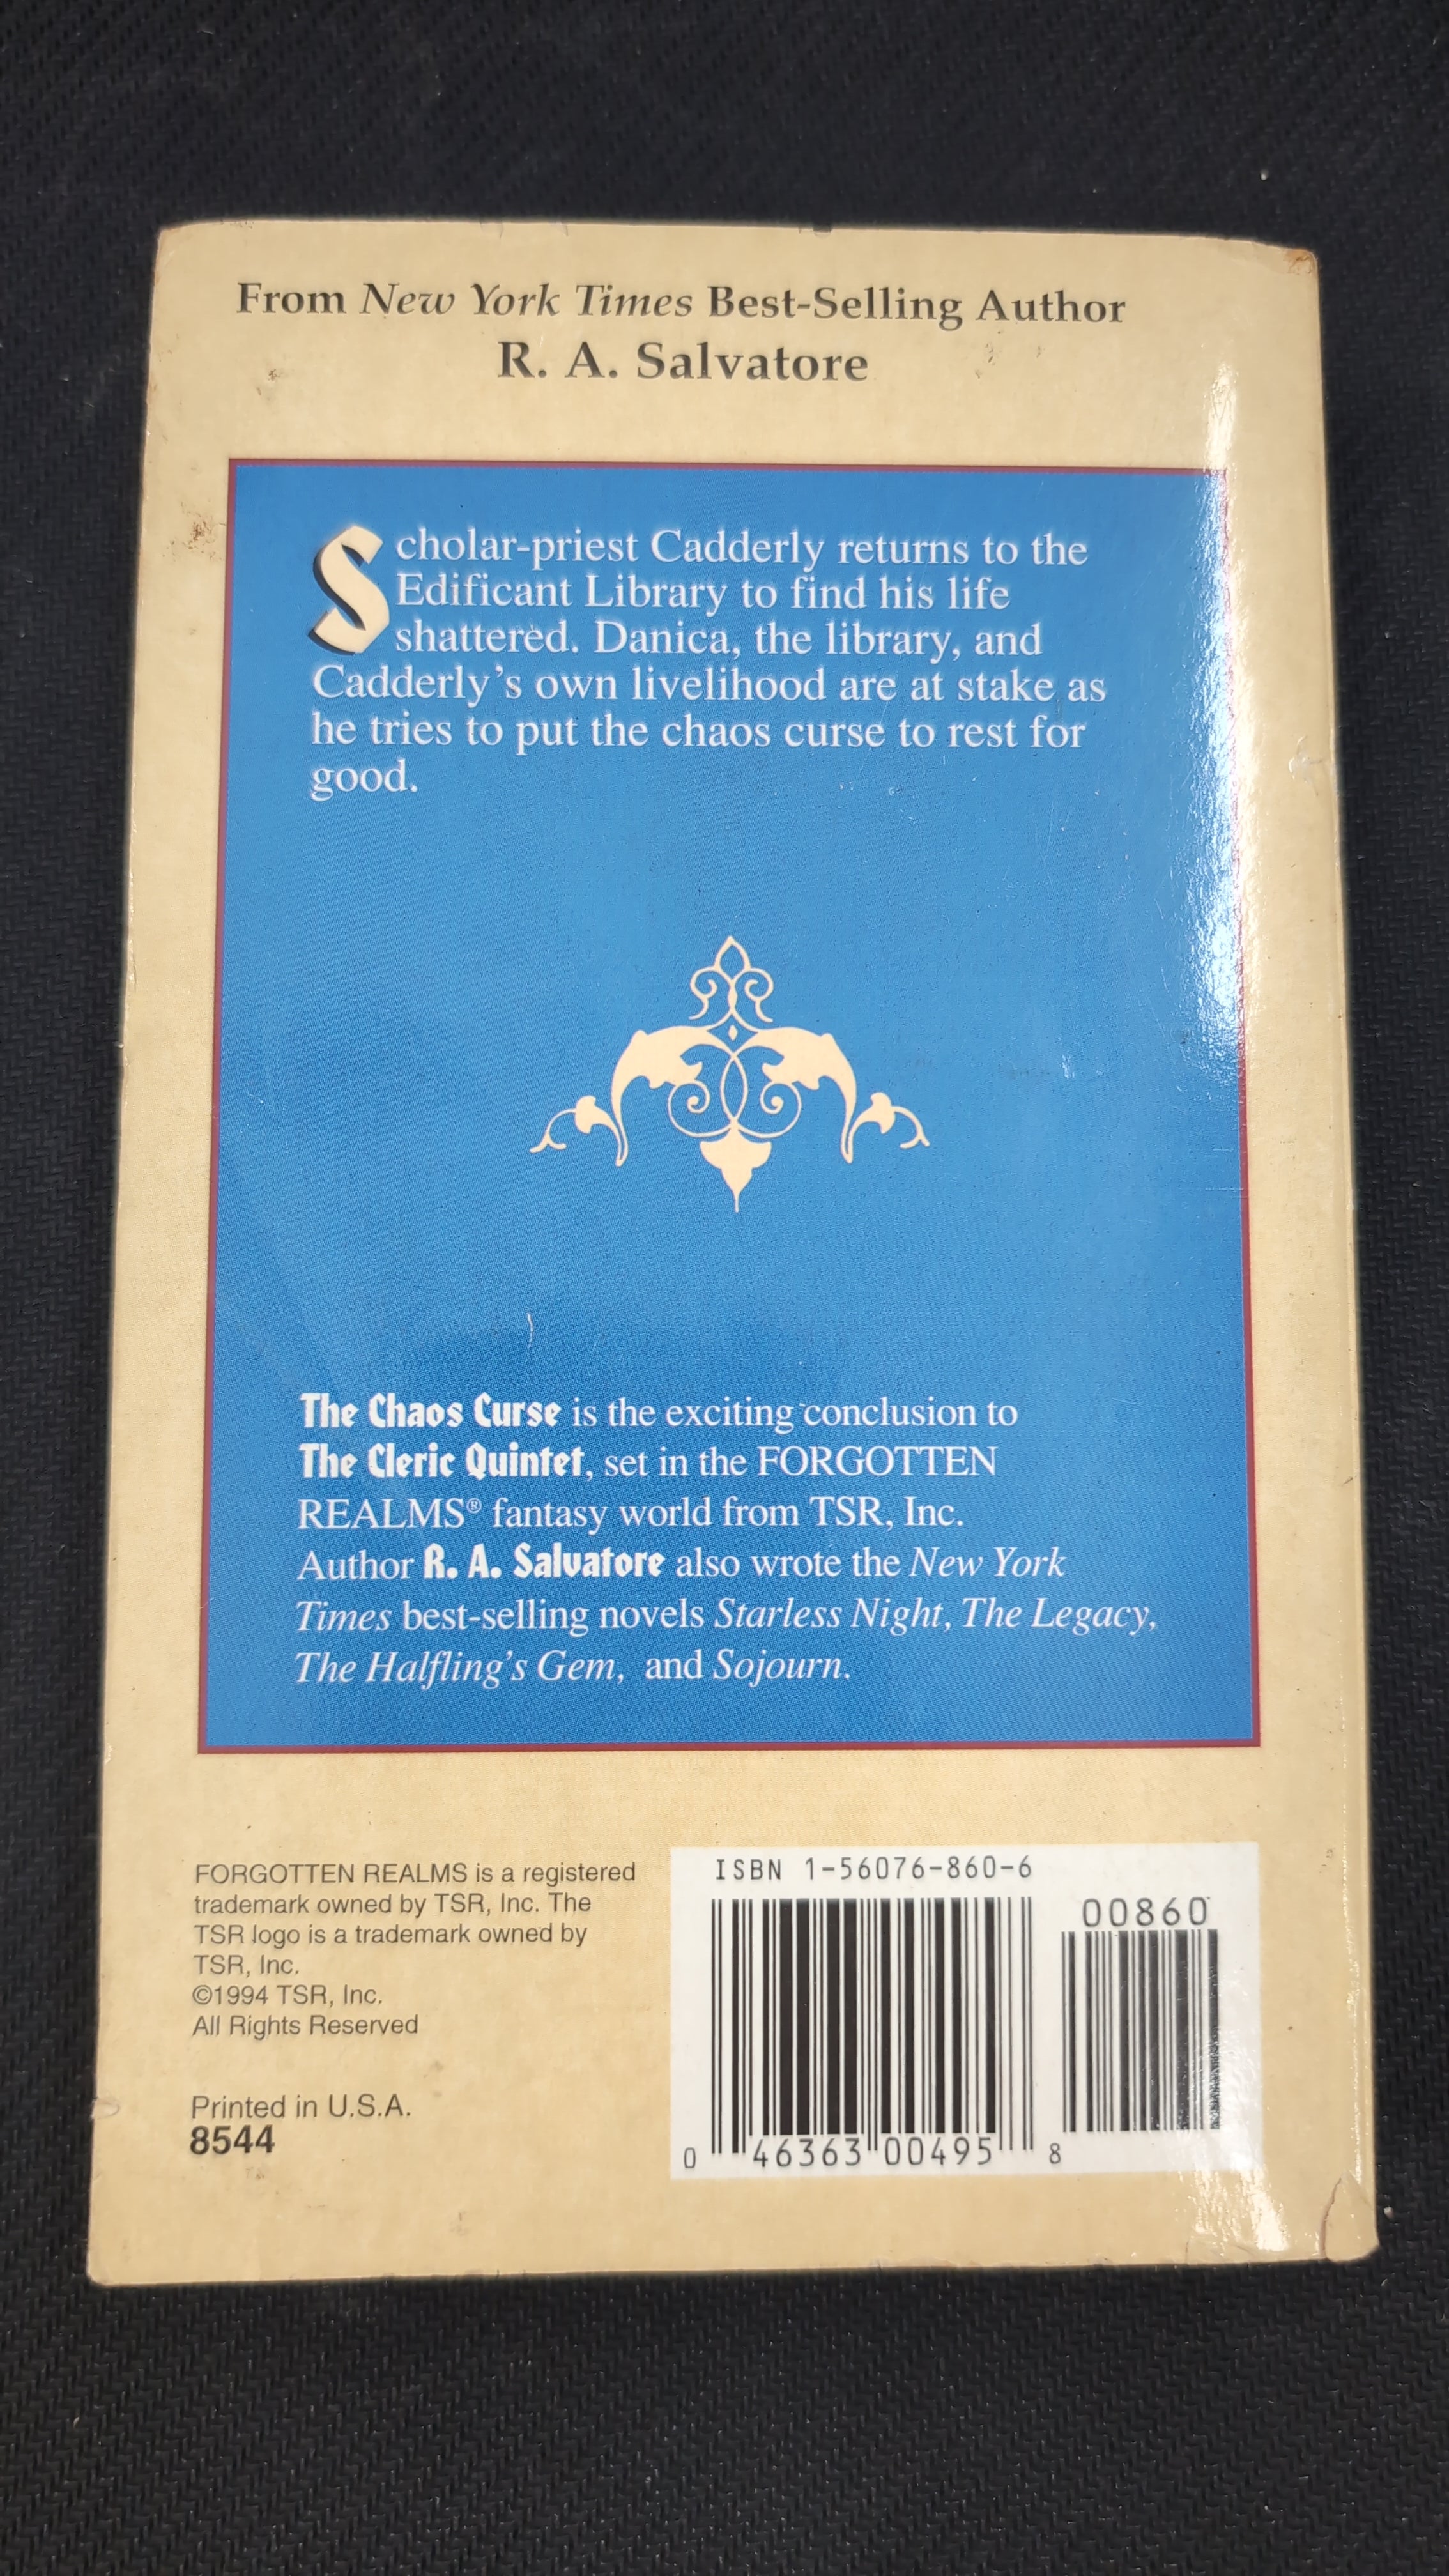 From New York Times Best-Selling Author
R. A. Salvatore
Scholar-priest Cadderly returns to the
Edificant Library to find his life
shattered. Danica, the library, and
Cadderly's own livelihood are at stake as
he tries to put the chaos curse to rest for
good.
The Chaos Curse is the exciting conclusion to
The Cleric Quintet, set in the FORGOTTEN
REALMS® fantasy world from TSR, Inc.
Author R. A. Salvatore also wrote the New York
Times best-selling novels Starless Night, The Legacy,
The Halfling's Gem, and Sojourn.
FORGOTTEN REALMS is a registered
trademark owned by TSR, Inc. The
TSR logo is a trademark owned by
TSR, Inc.
©1994 TSR, Inc.
All Rights Reserved
Printed in U.S.A.
8544
ISBN 1-56076-860-6
00860
0 46363 00495 8